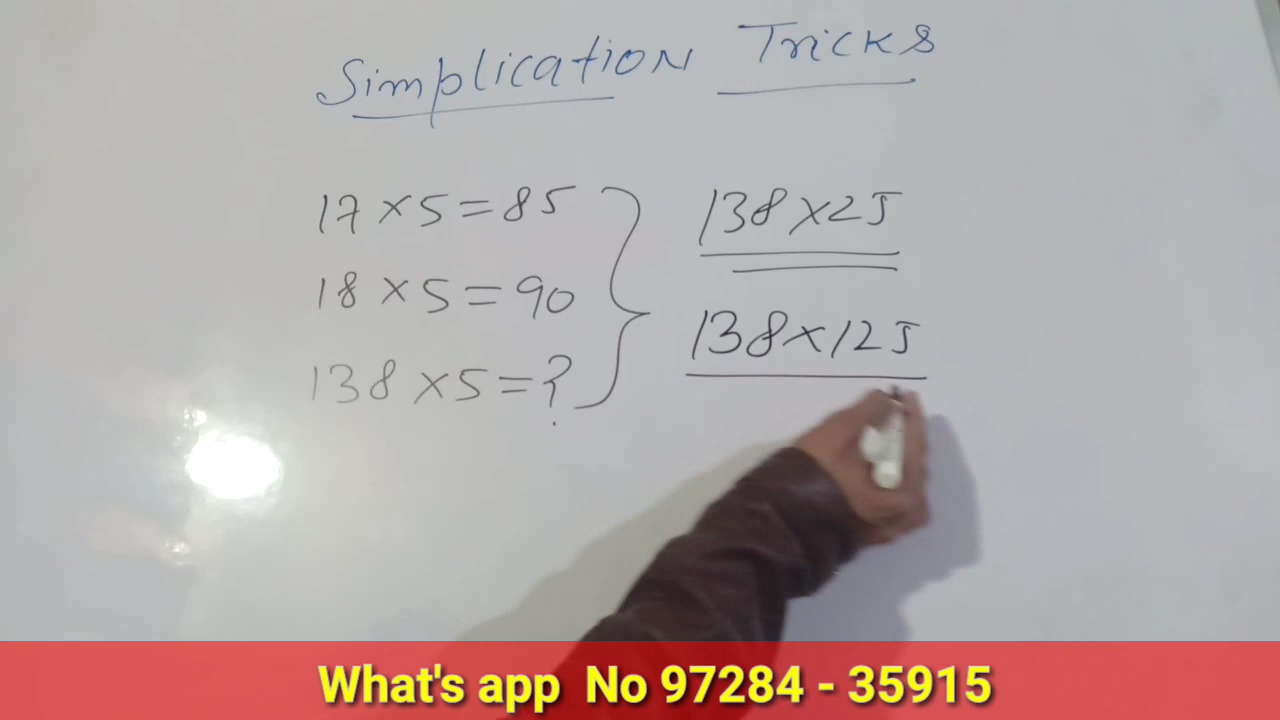 Simplication Tricks
17 × 5 = 85
18 × 5 = 90
138 × 5 = ?
138 × 25
138 × 125
What's app No 97284 - 35915